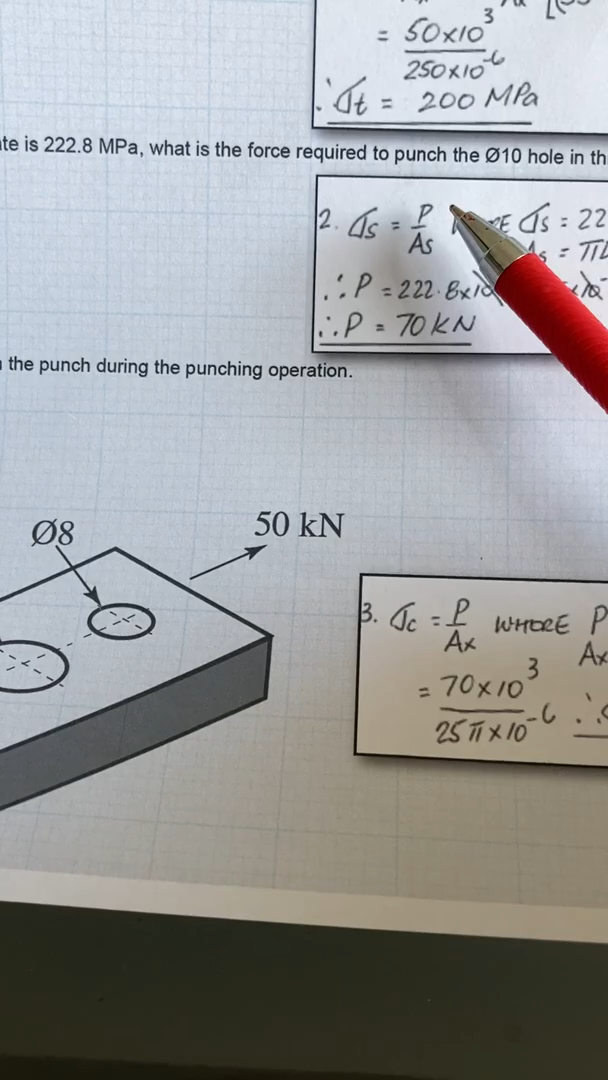 = 50×10³
250×10⁻⁶
∴ σt = 200 MPa
is 222.8 MPa, what is the force required to punch the Ø10 hole in
2. σs = P σs = 22
As
∴ P = 222.8×10
∴ P = 70 KN
the punch during the punching operation.
50 kN
Ø8
3. σc = P WHERE P
Ax Ax
= 70×10³
25π×10⁻⁶ ∴